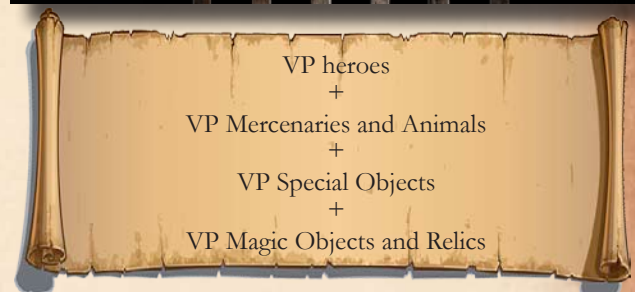 VP heroes
+
VP Mercenaries and Animals
+
VP Special Objects
+
VP Magic Objects and Relics